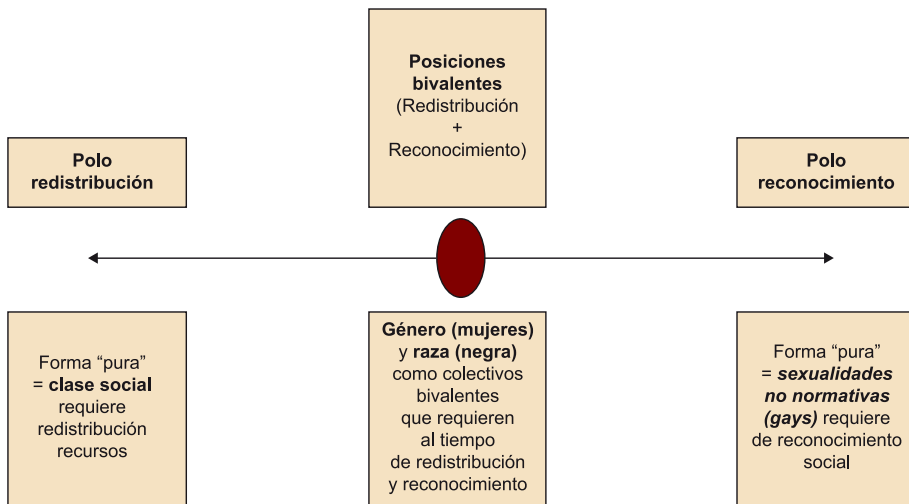 Posiciones
bivalentes
(Redistribución
+
Reconocimiento)
Polo
redistribución
Polo
reconocimiento
Forma “pura”
= clase social
requiere
redistribución
recursos
Género (mujeres)
y raza (negra)
como colectivos
bivalentes
que requieren
al tiempo
de redistribución
y reconocimiento
Forma “pura”
= sexualidades
no normativas
(gays) requiere
de reconocimiento
social